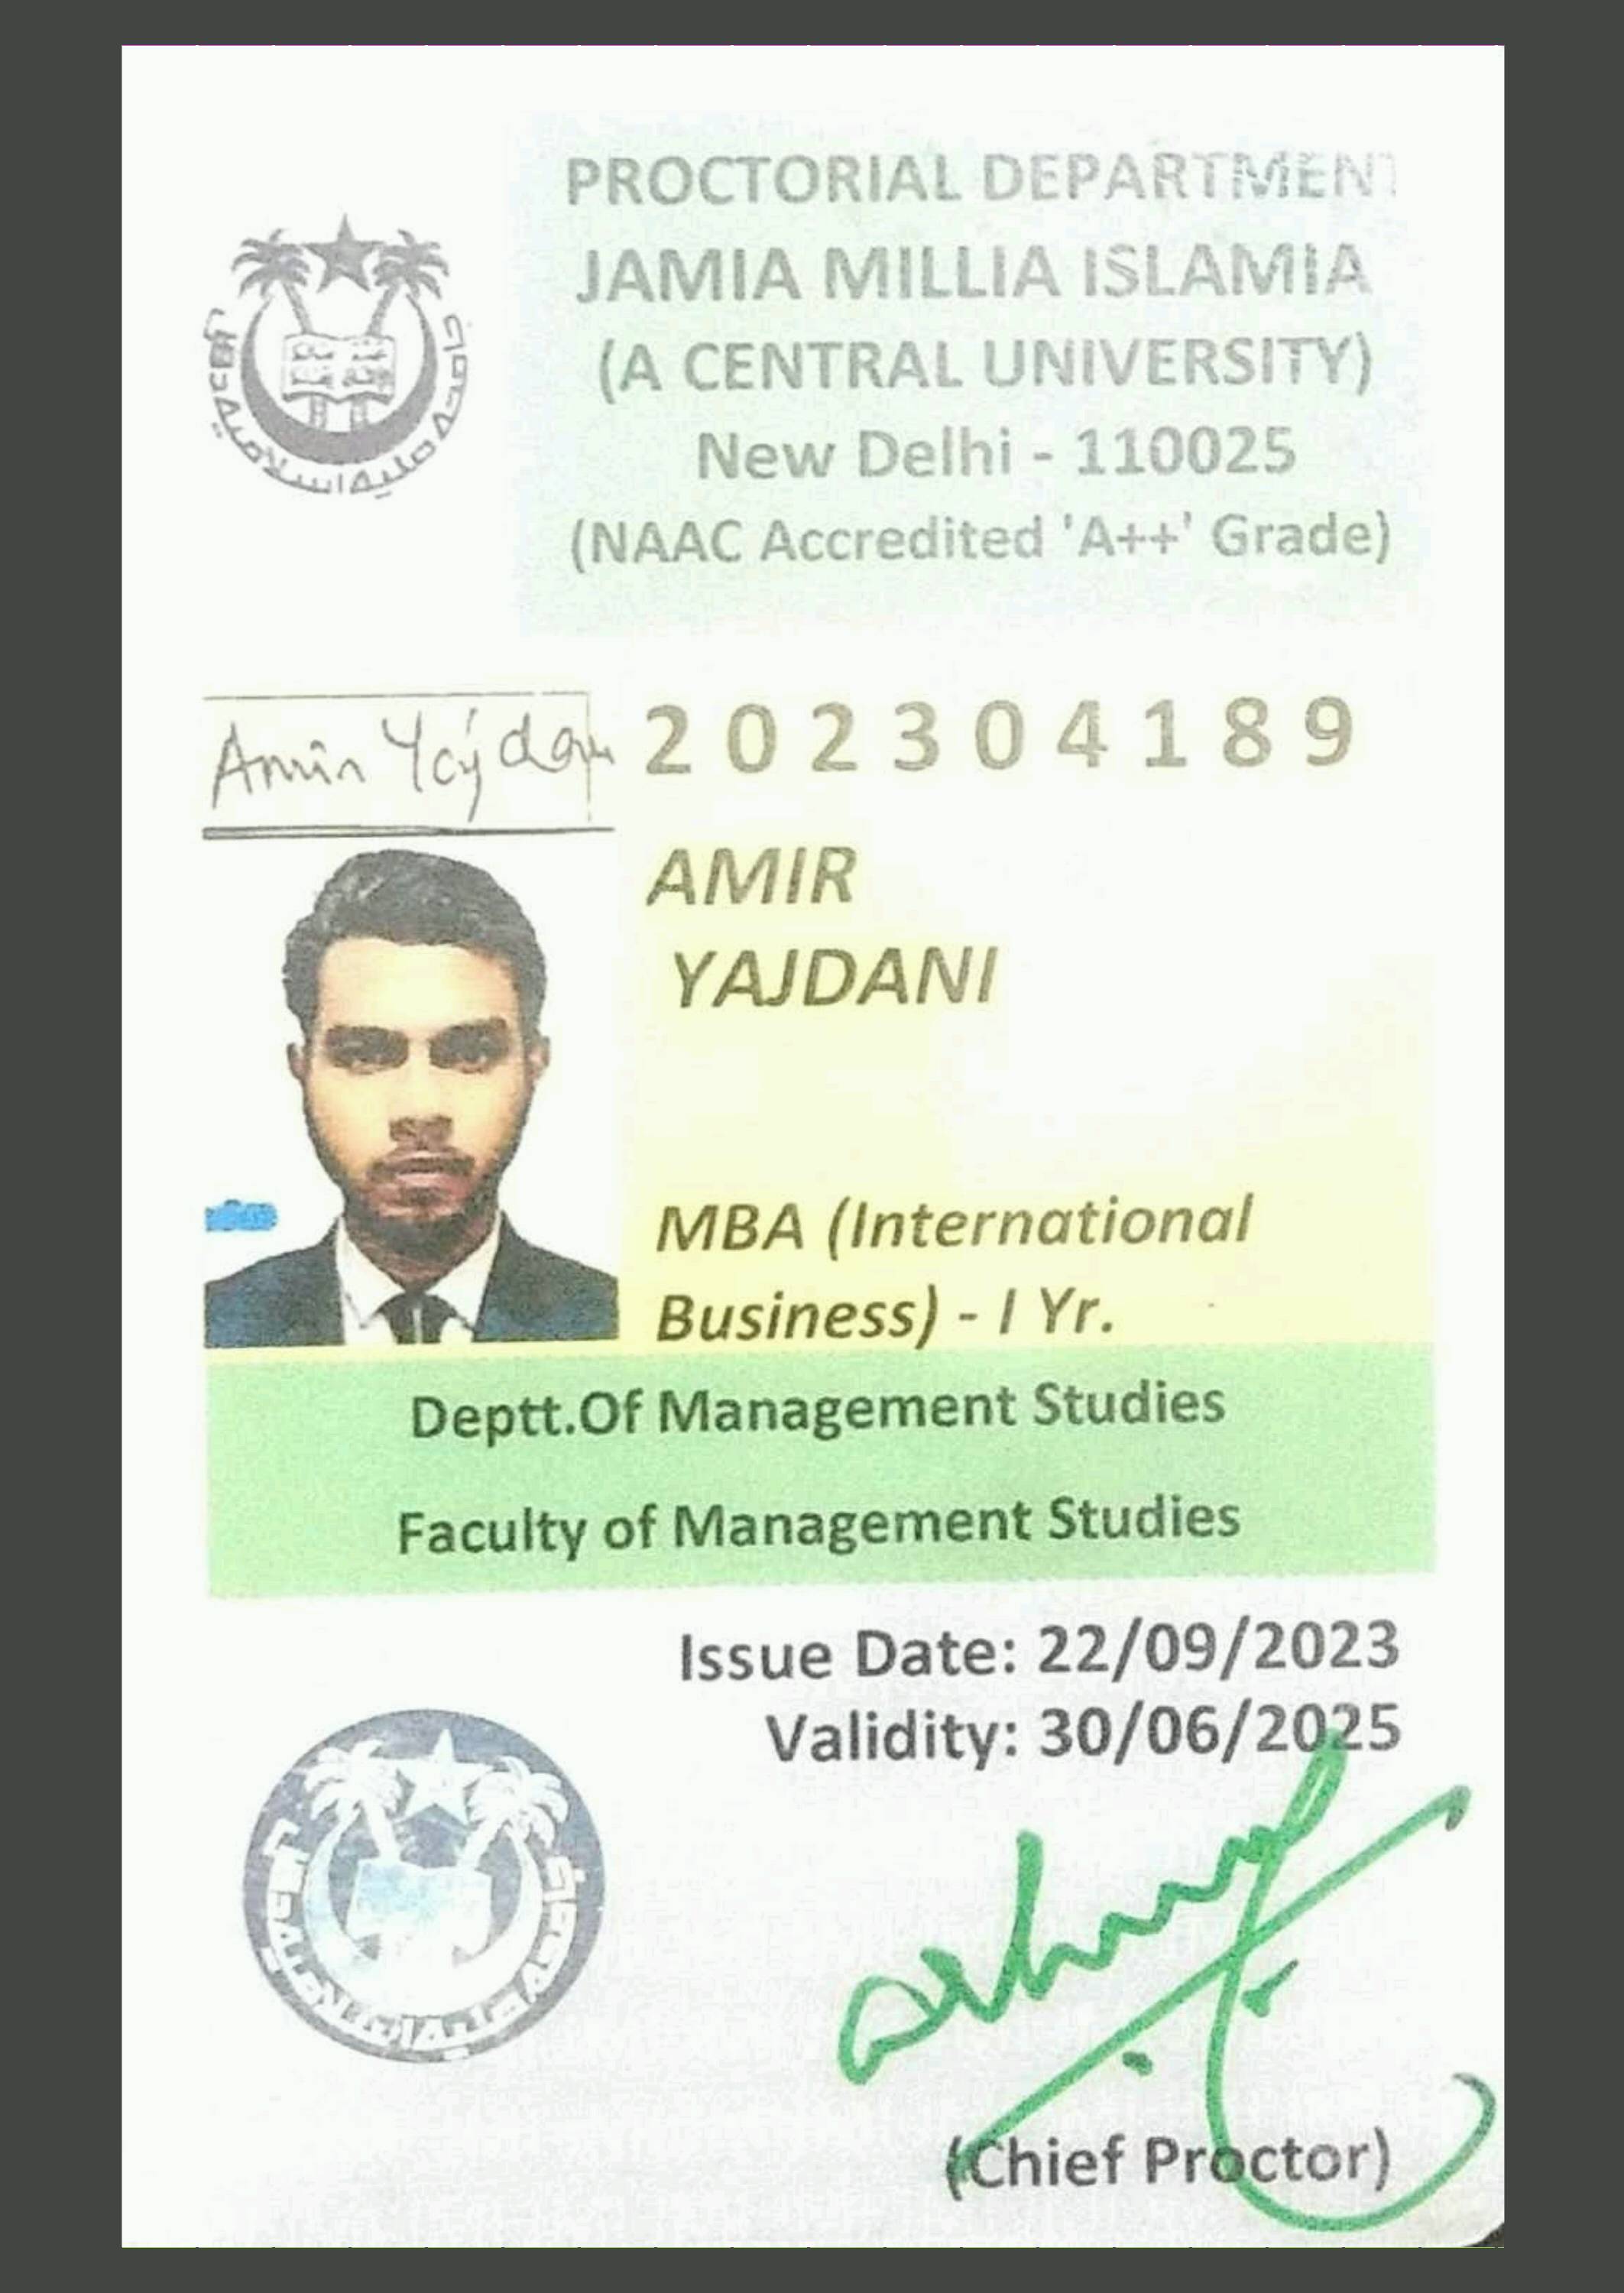 PROCTORIAL DEPARTMENT
JAMIA MILLIA ISLAMIA
(A CENTRAL UNIVERSITY)
New Delhi - 110025
(NAAC Accredited 'A++' Grade)
جامعہ ملیہ اسلامیہ دہلی
Amir Yajdani
202304189
AMIR
YAJDANI
MBA (International
Business) - I Yr.
Deptt.Of Management Studies
Faculty of Management Studies
Issue Date: 22/09/2023
Validity: 30/06/2025
جامعہ ملیہ اسلامیہ دہلی
(Chief Proctor)